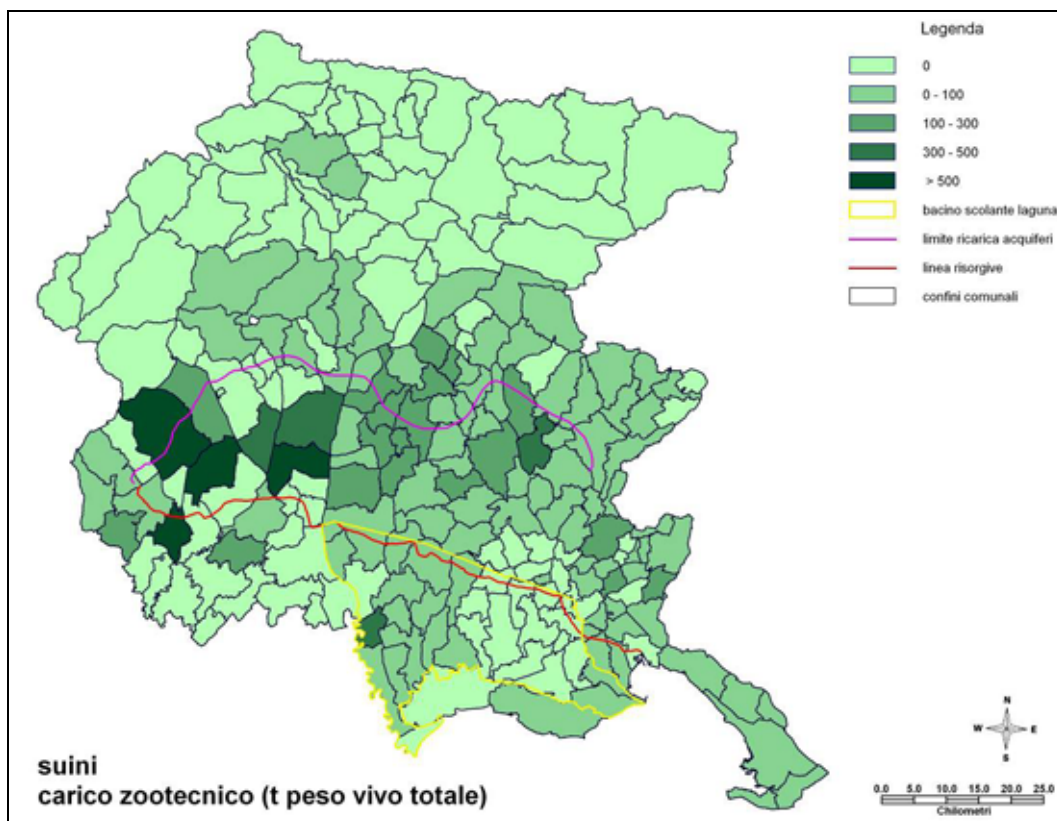 Legenda
0
0 - 100
100 - 300
300 - 500
> 500
bacino scolante laguna
limite ricarica acquiferi
linea risorgive
confini comunali
N
W E
S
suini
carico zootecnico (t peso vivo totale)
0.0 5.0 10.0 15.0 20.0 25.0
Chilometri